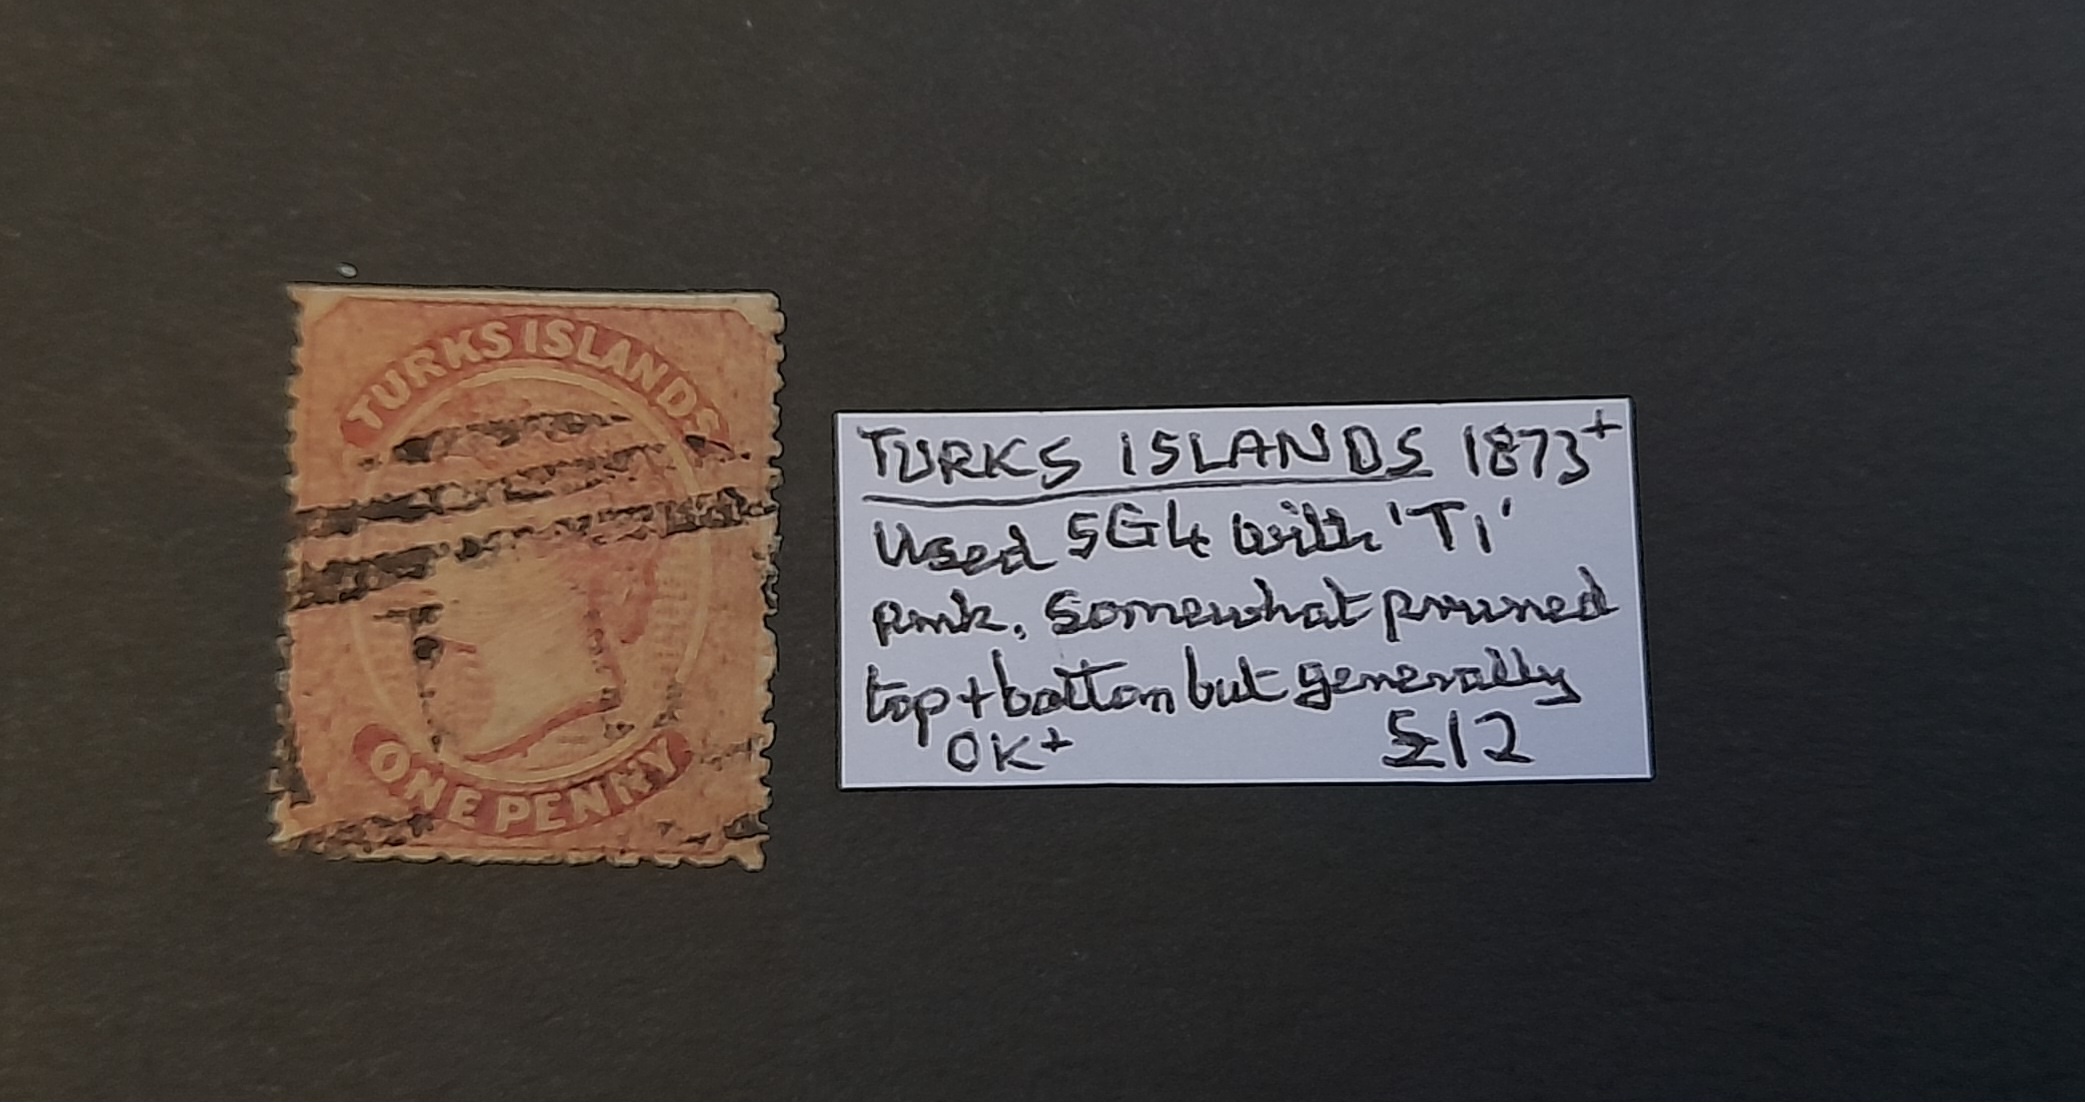 TURKS ISLANDS
ONE PENNY
T
TURKS ISLANDS 1873+
Used SG4 with 'T1'
pmk. Somewhat pruned
top + bottom but generally
OK+ £12